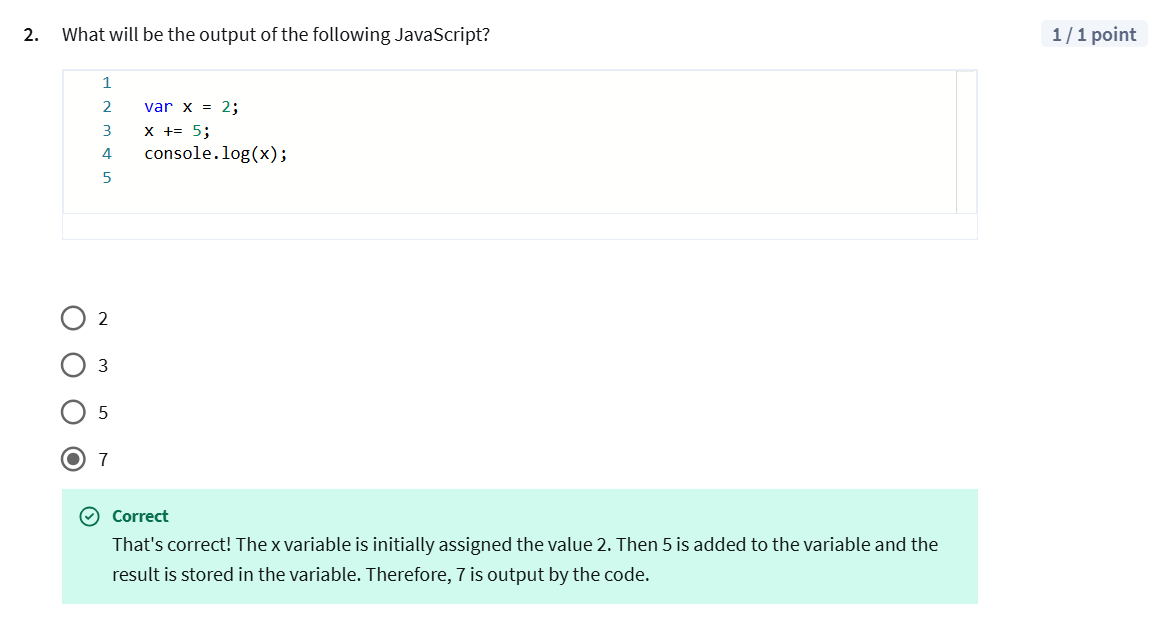 2. What will be the output of the following JavaScript?
1 / 1 point
1
2 var x = 2;
3 x += 5;
4 console.log(x);
5
2
3
5
7
Correct
That's correct! The x variable is initially assigned the value 2. Then 5 is added to the variable and the
result is stored in the variable. Therefore, 7 is output by the code.